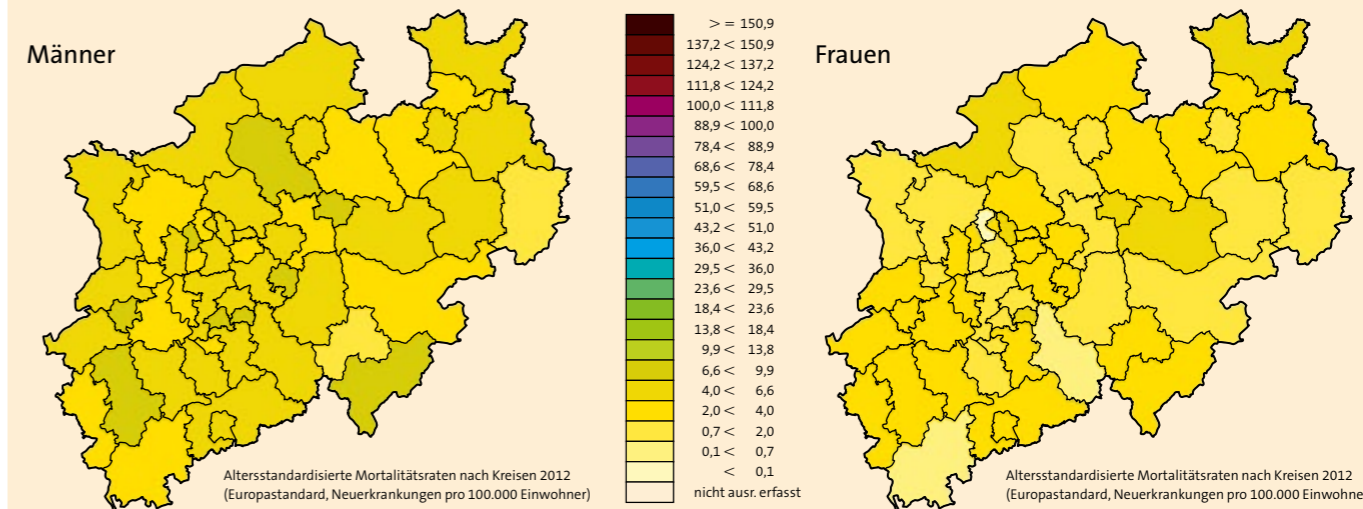 Männer
Frauen
> = 150,9
137,2 < 150,9
124,2 < 137,2
111,8 < 124,2
100,0 < 111,8
88,9 < 100,0
78,4 < 88,9
68,6 < 78,4
59,5 < 68,6
51,0 < 59,5
43,2 < 51,0
36,0 < 43,2
29,5 < 36,0
23,6 < 29,5
18,4 < 23,6
13,8 < 18,4
9,9 < 13,8
6,6 < 9,9
4,0 < 6,6
2,0 < 4,0
0,7 < 2,0
0,1 < 0,7
< 0,1
nicht ausr. erfasst
Altersstandardisierte Mortalitätsraten nach Kreisen 2012
(Europastandard, Neuerkrankungen pro 100.000 Einwohner)
Altersstandardisierte Mortalitätsraten nach Kreisen 2012
(Europastandard, Neuerkrankungen pro 100.000 Einwohne